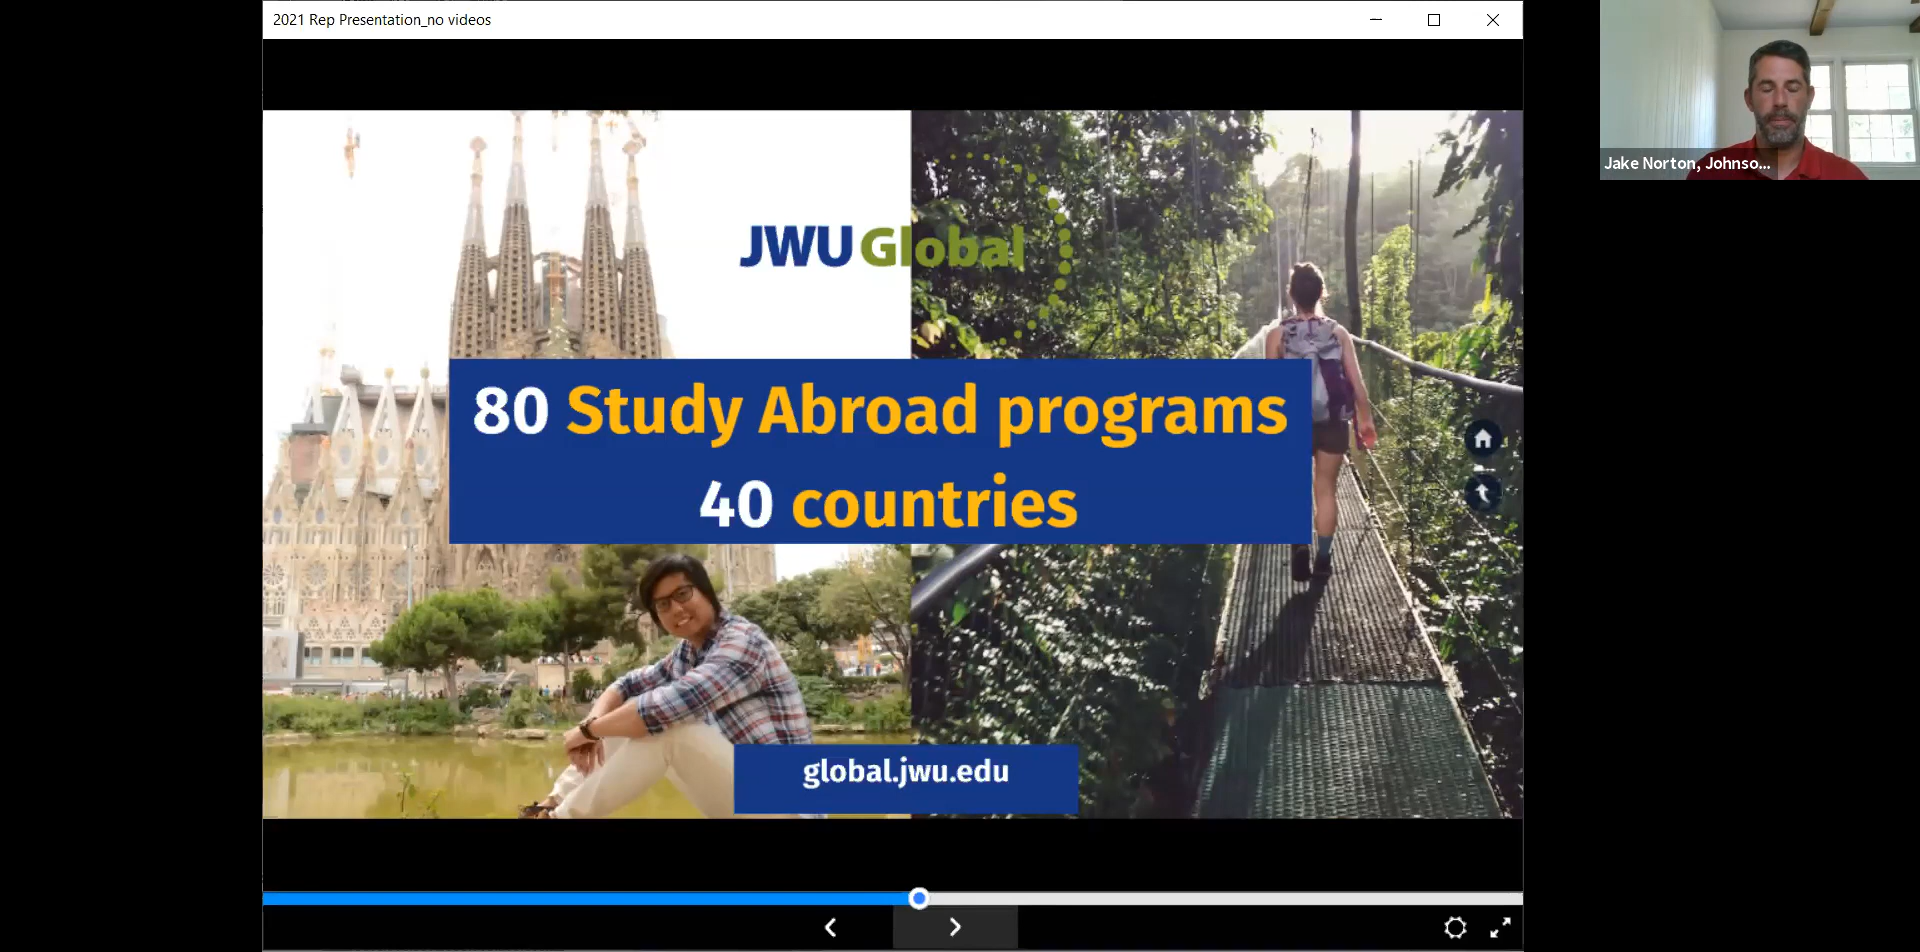 2021 Rep Presentation_no videos
Jake Norton, Johnso...
JWU Global
80 Study Abroad programs
40 countries
global.jwu.edu